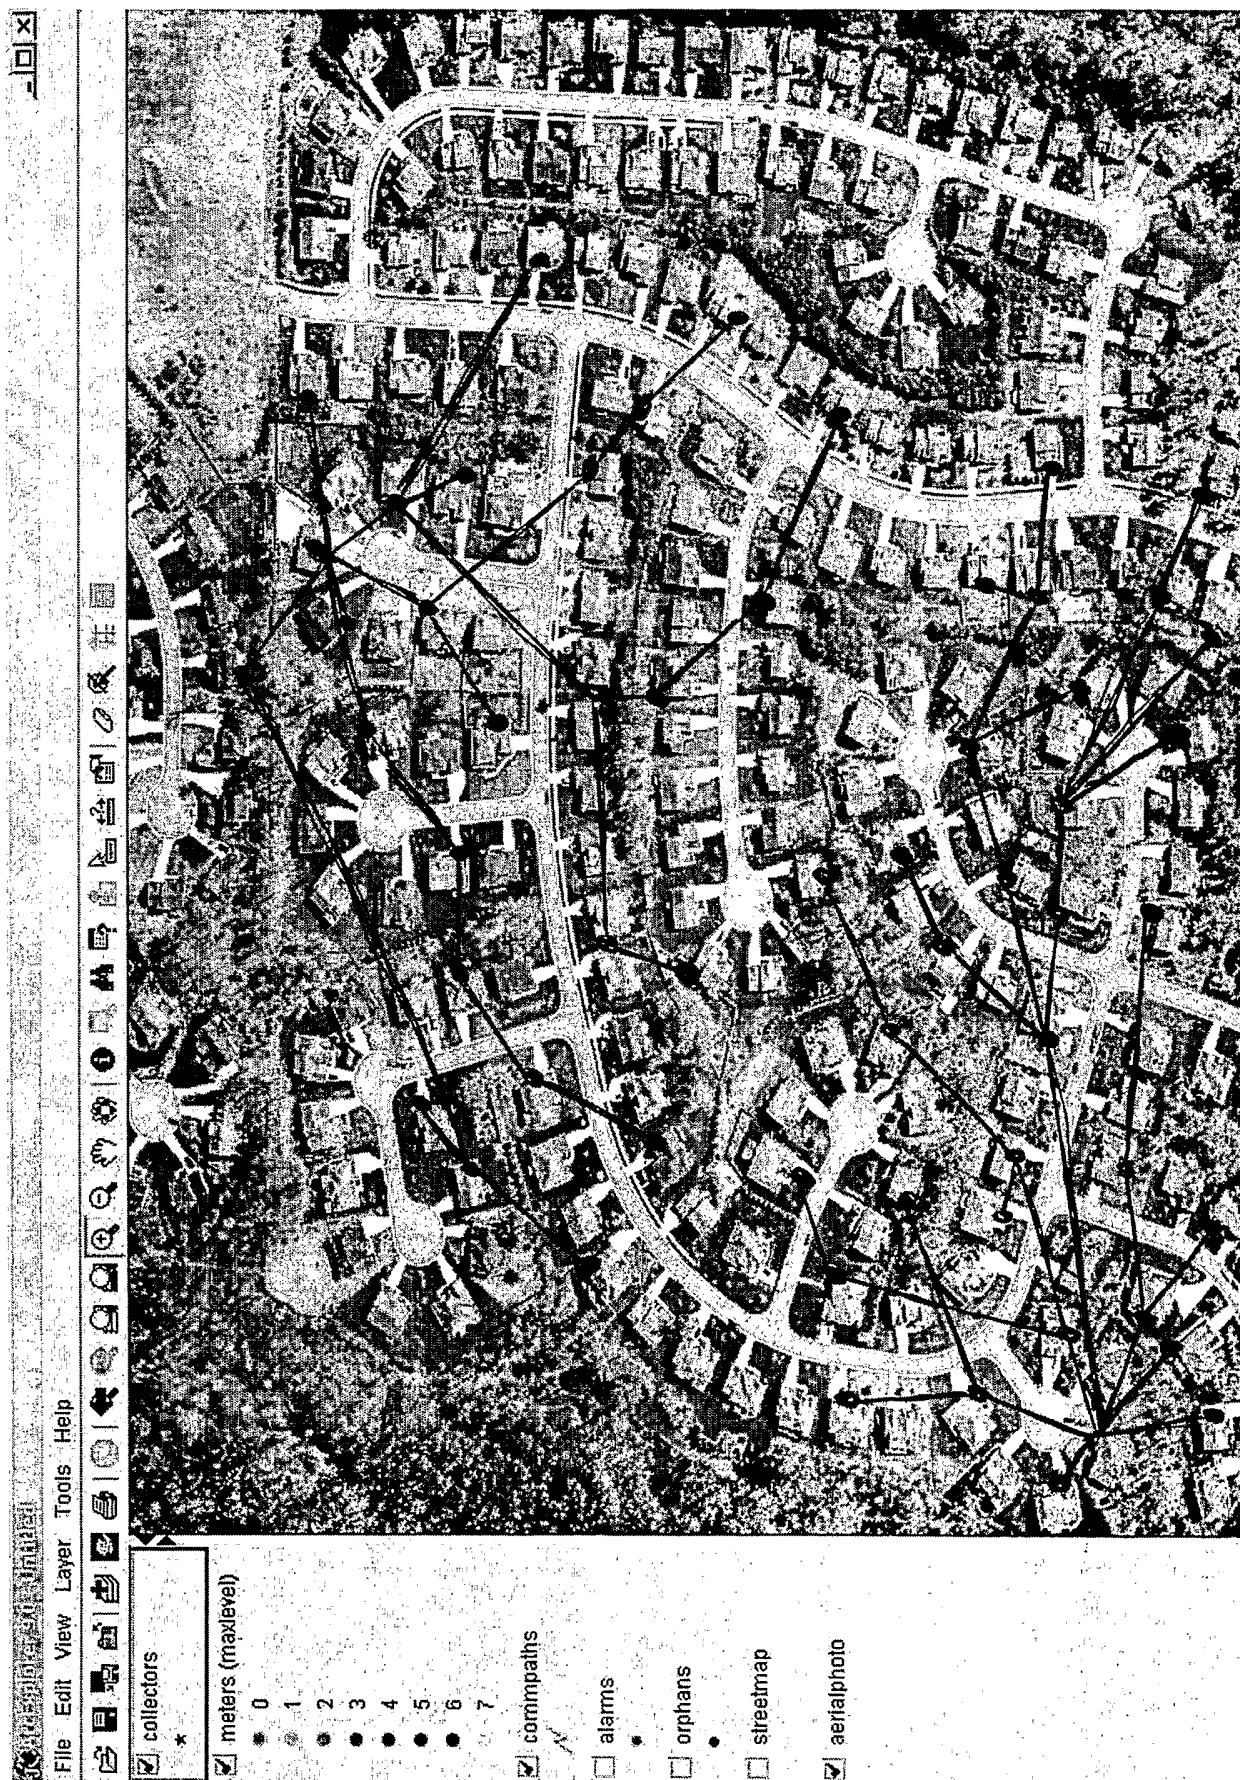 File Edit View Layer Tools Help
collectors
meters (maxlevel)
0
1
2
3
4
5
6
7
commpaths
alarms
orphans
streetmap
aerialphoto